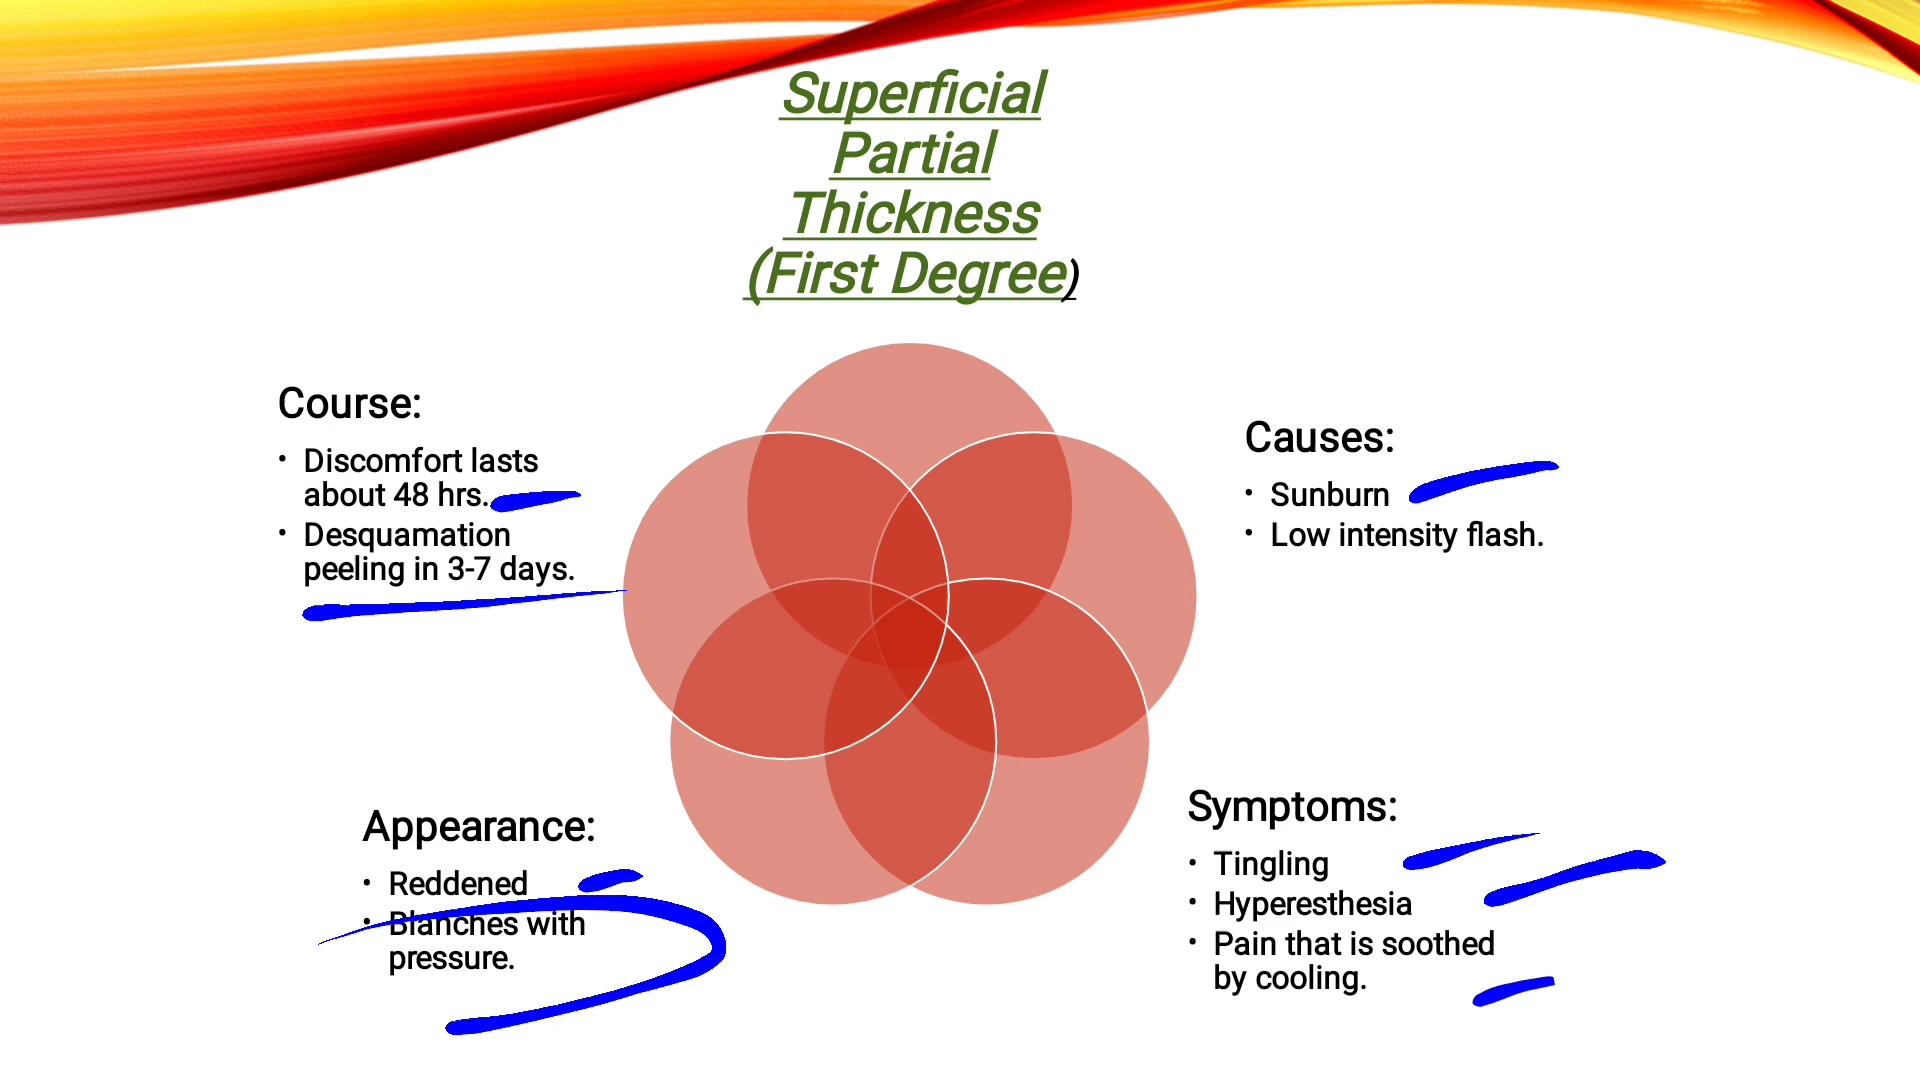 Superficial
Partial
Thickness
(First Degree)
Course:
• Discomfort lasts
about 48 hrs.
• Desquamation
peeling in 3-7 days.
Causes:
• Sunburn
• Low intensity flash.
Appearance:
• Reddened
• Blanches with
pressure.
Symptoms:
• Tingling
• Hyperesthesia
• Pain that is soothed
by cooling.